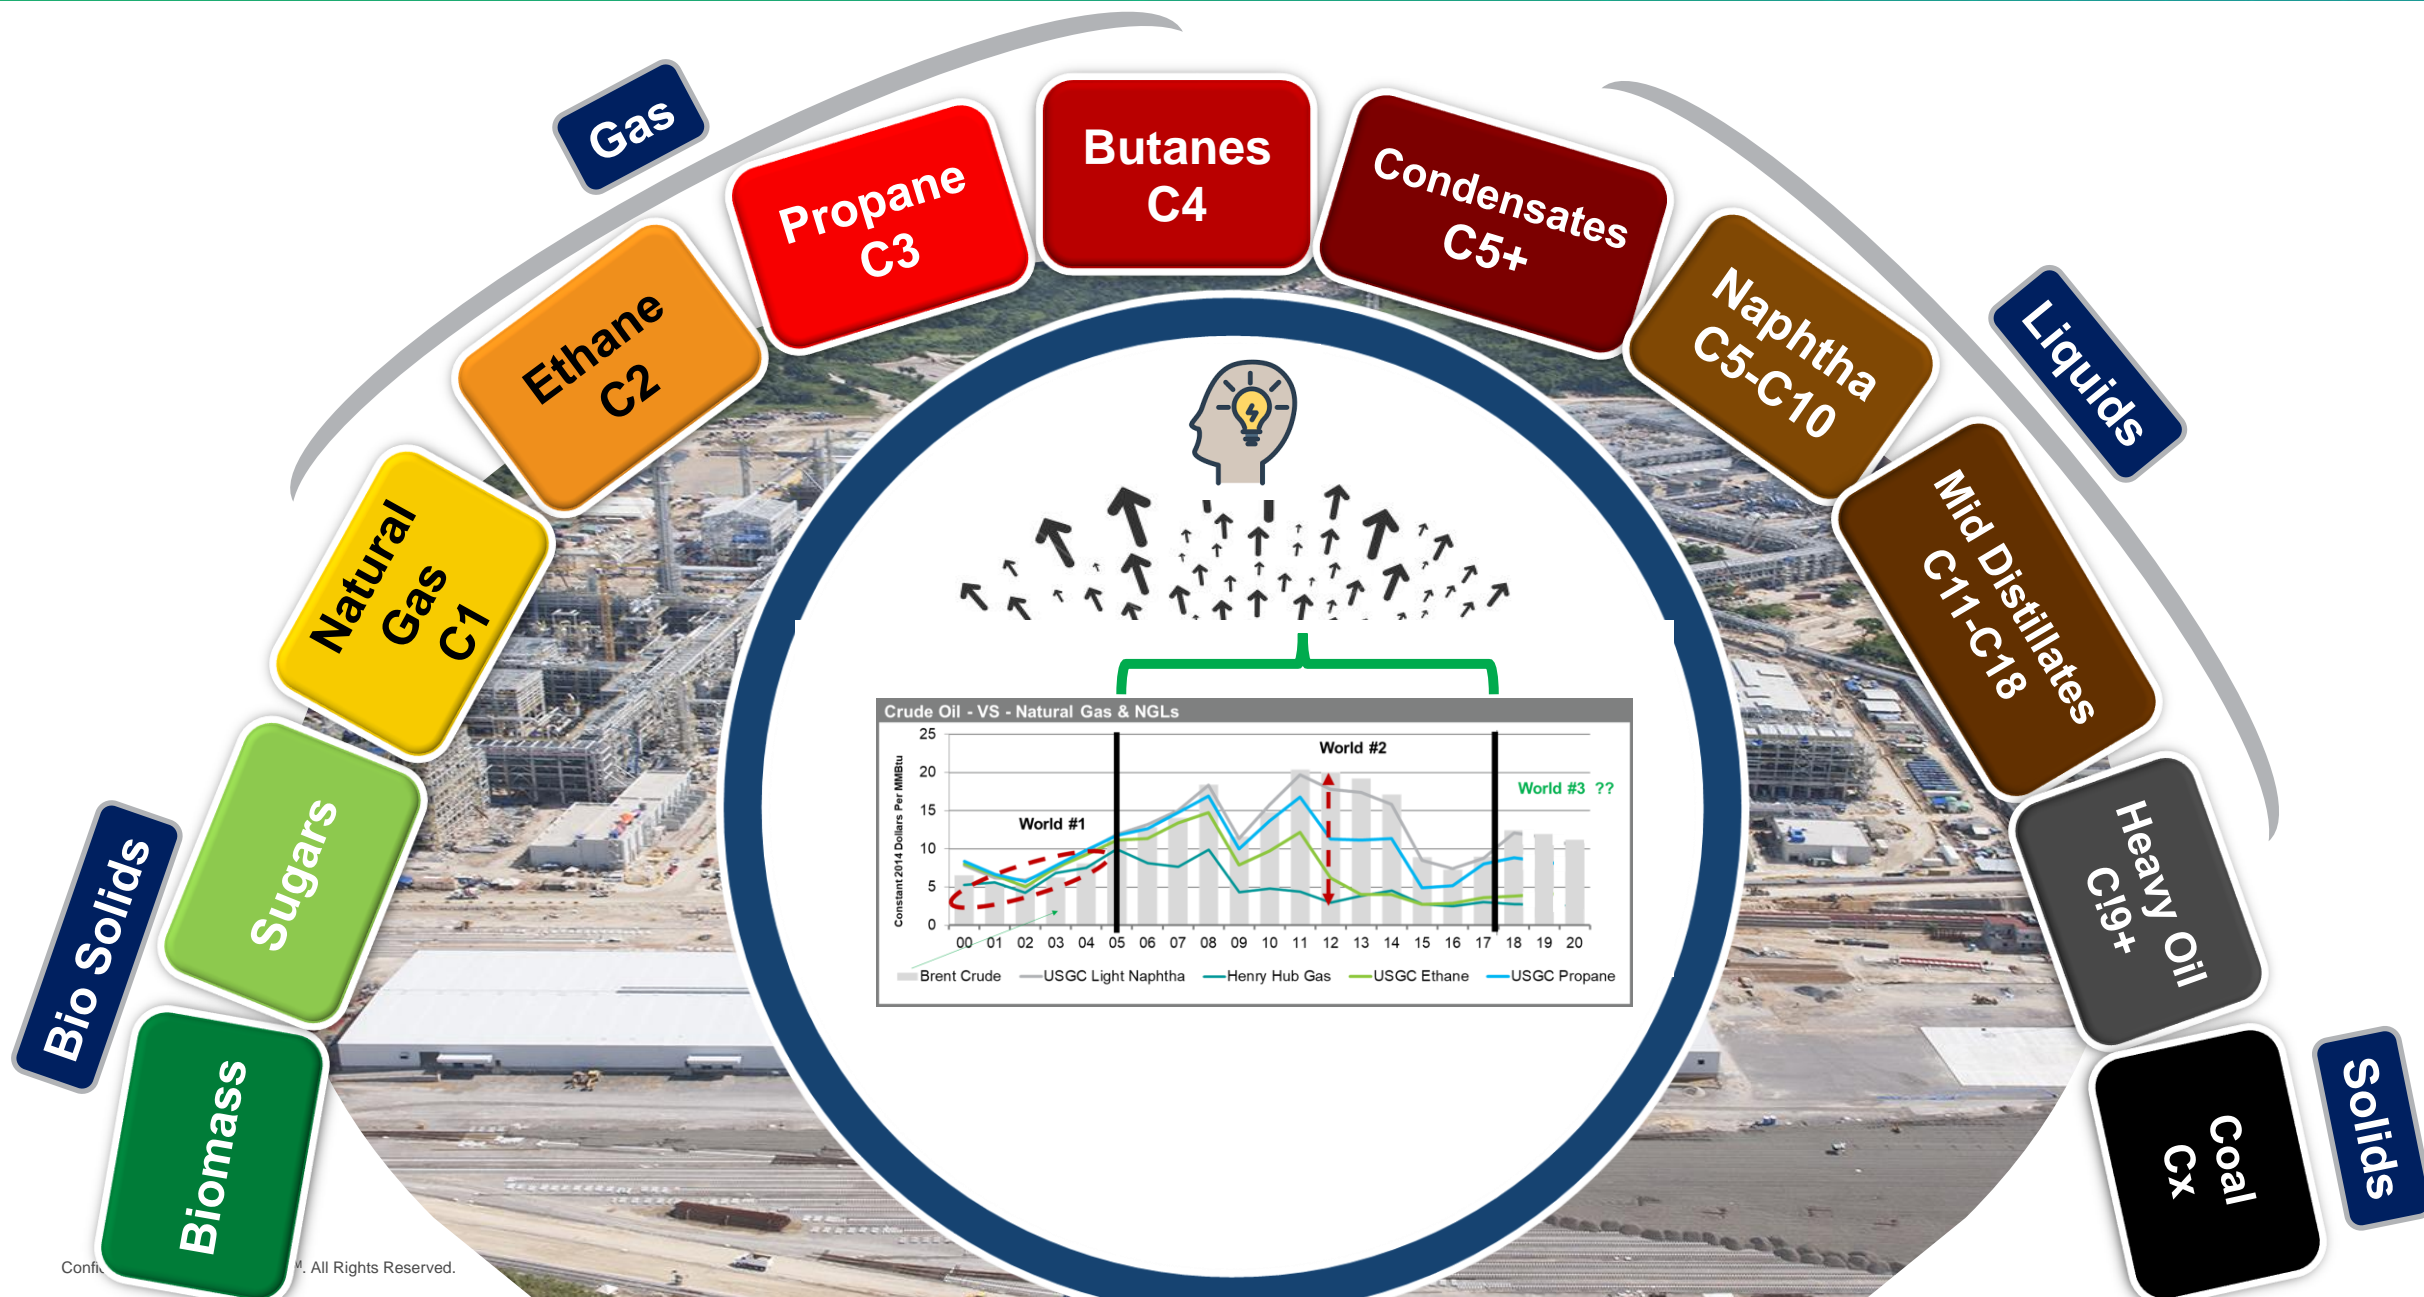 Gas
Liquids
Bio Solids
Solids
Biomass
Sugars
Natural
Gas
C1
Ethane
C2
Propane
C3
Butanes
C4
Condensates
C5+
Naphtha
C5-C10
Mid Distillates
C11-C18
Heavy Oil
C!9+
Coal
Cx
Crude Oil - VS - Natural Gas & NGLs
Constant 2014 Dollars Per MMBtu
25
20
15
10
5
0
World #1
World #2
World #3 ??
00 01 02 03 04 05 06 07 08 09 10 11 12 13 14 15 16 17 18 19 20
Brent Crude USGC Light Naphtha Henry Hub Gas USGC Ethane USGC Propane
. All Rights Reserved.